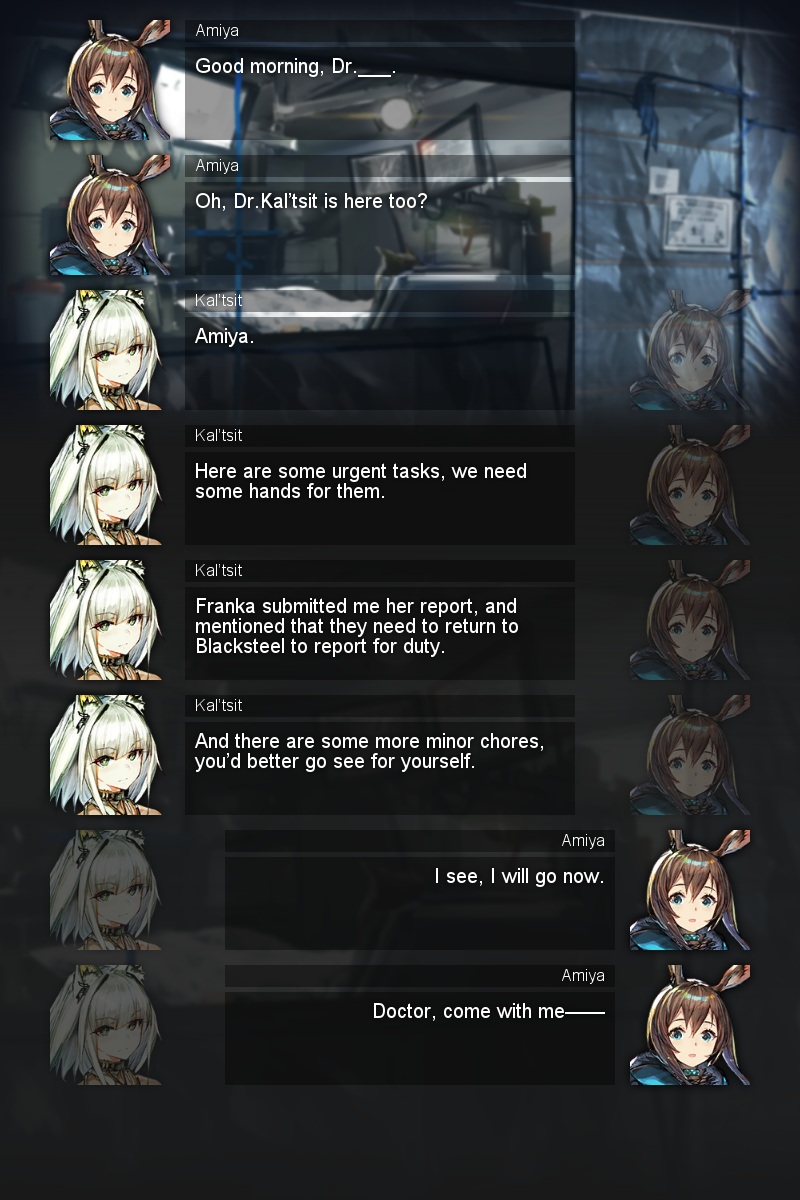 Amiya
Good morning, Dr.___.
Amiya
Oh, Dr.Kal'tsit is here too?
Kal'tsit
Amiya.
Kal'tsit
Here are some urgent tasks, we need
some hands for them.
Kal'tsit
Franka submitted me her report, and
mentioned that they need to return to
Blacksteel to report for duty.
Kal'tsit
And there are some more minor chores,
you'd better go see for yourself.
Amiya
I see, I will go now.
Amiya
Doctor, come with me——